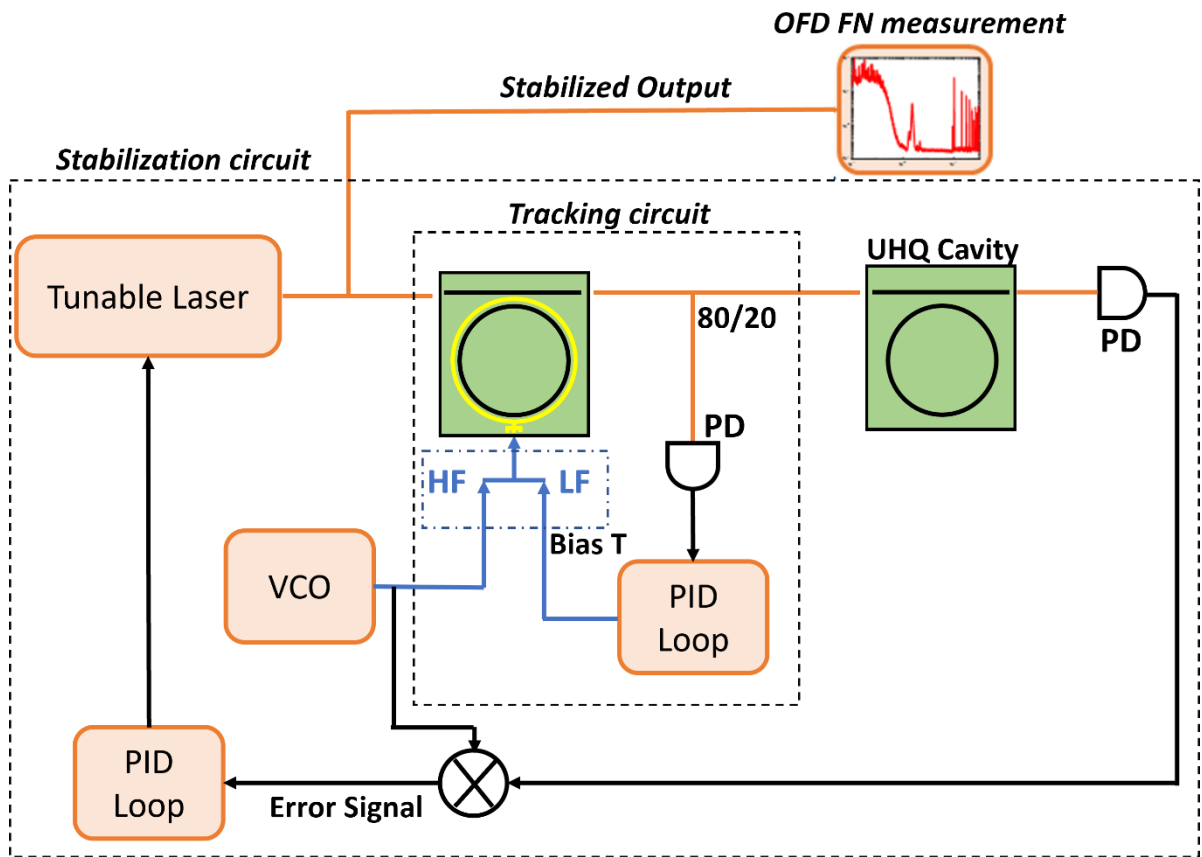 OFD FN measurement
Stabilized Output
Stabilization circuit
Tracking circuit
UHQ Cavity
Tunable Laser
80/20
PD
PD
HF
LF
Bias T
VCO
PID
Loop
PID
Loop
Error Signal